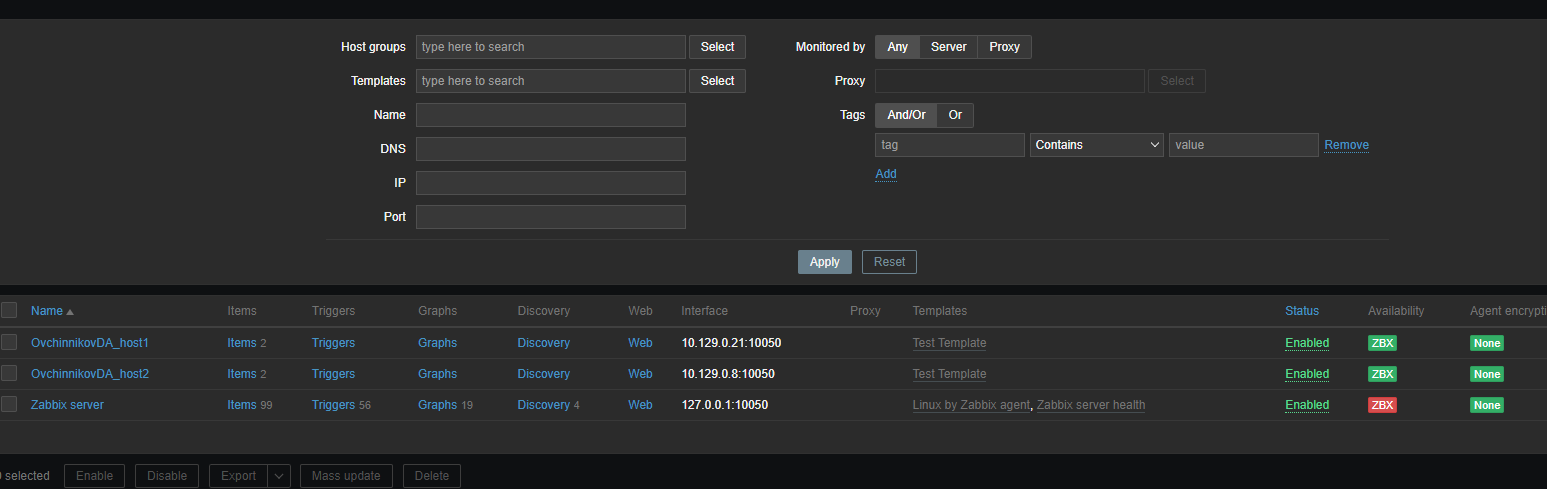 Host groups type here to search Select Monitored by Any Server Proxy
Templates type here to search Select Proxy Select
Name Tags And/Or Or
DNS tag Contains value Remove
Add
IP
Port
Apply Reset
Name Items Triggers Graphs Discovery Web Interface Proxy Templates Status Availability Agent encrypti
OvchinnikovDA_host1 Items 2 Triggers Graphs Discovery Web 10.129.0.21:10050 Test Template Enabled ZBX None
OvchinnikovDA_host2 Items 2 Triggers Graphs Discovery Web 10.129.0.8:10050 Test Template Enabled ZBX None
Zabbix server Items 99 Triggers 56 Graphs 19 Discovery 4 Web 127.0.0.1:10050 Linux by Zabbix agent, Zabbix server health Enabled ZBX None
0 selected Enable Disable Export Mass update Delete